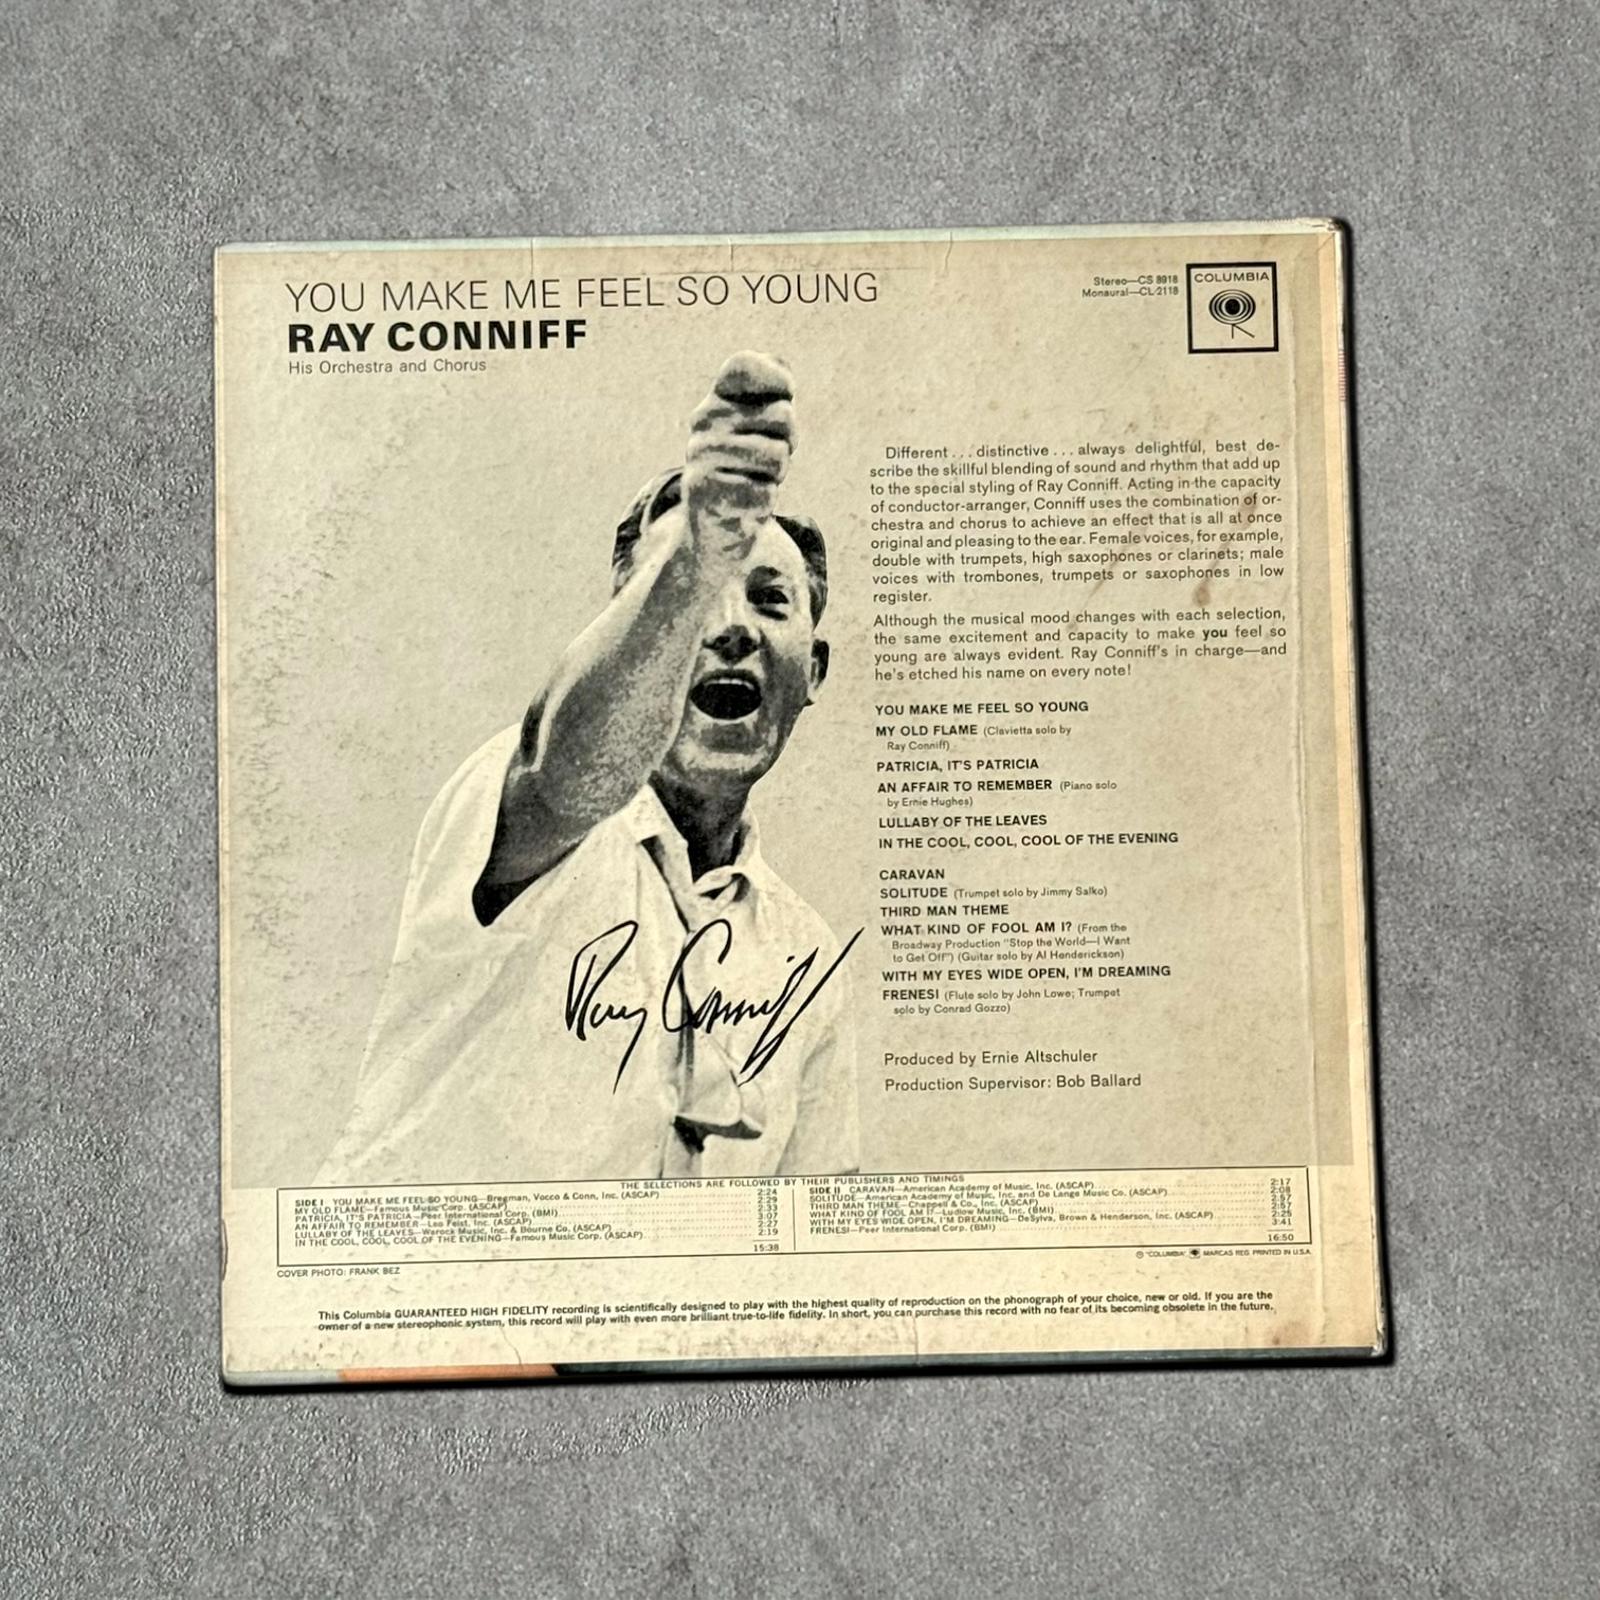 YOU MAKE ME FEEL SO YOUNG
RAY CONNIFF
His Orchestra and Chorus
Stereo—CS 8918
Monaural—CL 2118
COLUMBIA
Different . . . distinctive . . . always delightful, best de-
scribe the skillful blending of sound and rhythm that add up
to the special styling of Ray Conniff. Acting in the capacity
of conductor-arranger, Conniff uses the combination of or-
chestra and chorus to achieve an effect that is all at once
original and pleasing to the ear. Female voices, for example,
double with trumpets, high saxophones or clarinets; male
voices with trombones, trumpets or saxophones in low
register.
Although the musical mood changes with each selection,
the same excitement and capacity to make you feel so
young are always evident. Ray Conniff's in charge—and
he's etched his name on every note!
YOU MAKE ME FEEL SO YOUNG
MY OLD FLAME (Clavietta solo by
Ray Conniff)
PATRICIA, IT'S PATRICIA
AN AFFAIR TO REMEMBER (Piano solo
by Ernie Hughes)
LULLABY OF THE LEAVES
IN THE COOL, COOL, COOL OF THE EVENING
CARAVAN
SOLITUDE (Trumpet solo by Jimmy Salko)
THIRD MAN THEME
WHAT KIND OF FOOL AM I? (From the
Broadway Production "Stop the World—I Want
to Get Off") (Guitar solo by Al Henderickson)
WITH MY EYES WIDE OPEN, I'M DREAMING
FRENESI (Flute solo by John Lowe; Trumpet
solo by Conrad Gozzo)
Produced by Ernie Altschuler
Production Supervisor: Bob Ballard
Ray Conniff
THE SELECTIONS ARE FOLLOWED BY THEIR PUBLISHERS AND TIMINGS
SIDE I YOU MAKE ME FEEL SO YOUNG—Bregman, Vocco & Conn, Inc. (ASCAP) 2:24
MY OLD FLAME—Famous Music Corp. (ASCAP) 2:29
PATRICIA, IT'S PATRICIA—Peer International Corp. (BMI) 2:33
AN AFFAIR TO REMEMBER—Leo Feist, Inc. (ASCAP) 3:07
LULLABY OF THE LEAVES—Warock Music, Inc. & Bourne Co. (ASCAP) 2:27
IN THE COOL, COOL, COOL OF THE EVENING—Famous Music Corp. (ASCAP) 2:19
15:38
SIDE II CARAVAN—American Academy of Music, Inc. (ASCAP) 2:17
SOLITUDE—American Academy of Music, Inc. and De Lange Music Co. (ASCAP) 2:08
THIRD MAN THEME—Chappell & Co., Inc. (ASCAP) 2:57
WHAT KIND OF FOOL AM I?—Ludlow Music, Inc. (BMI) 2:57
WITH MY EYES WIDE OPEN, I'M DREAMING—DeSylva, Brown & Henderson, Inc. (ASCAP) 2:25
FRENESI—Peer International Corp. (BMI) 3:41
16:50
COVER PHOTO: FRANK BEZ
"COLUMBIA" MARCAS REG. PRINTED IN U.S.A.
This Columbia GUARANTEED HIGH FIDELITY recording is scientifically designed to play with the highest quality of reproduction on the phonograph of your choice, new or old. If you are the
owner of a new stereophonic system, this record will play with even more brilliant true-to-life fidelity. In short, you can purchase this record with no fear of its becoming obsolete in the future.